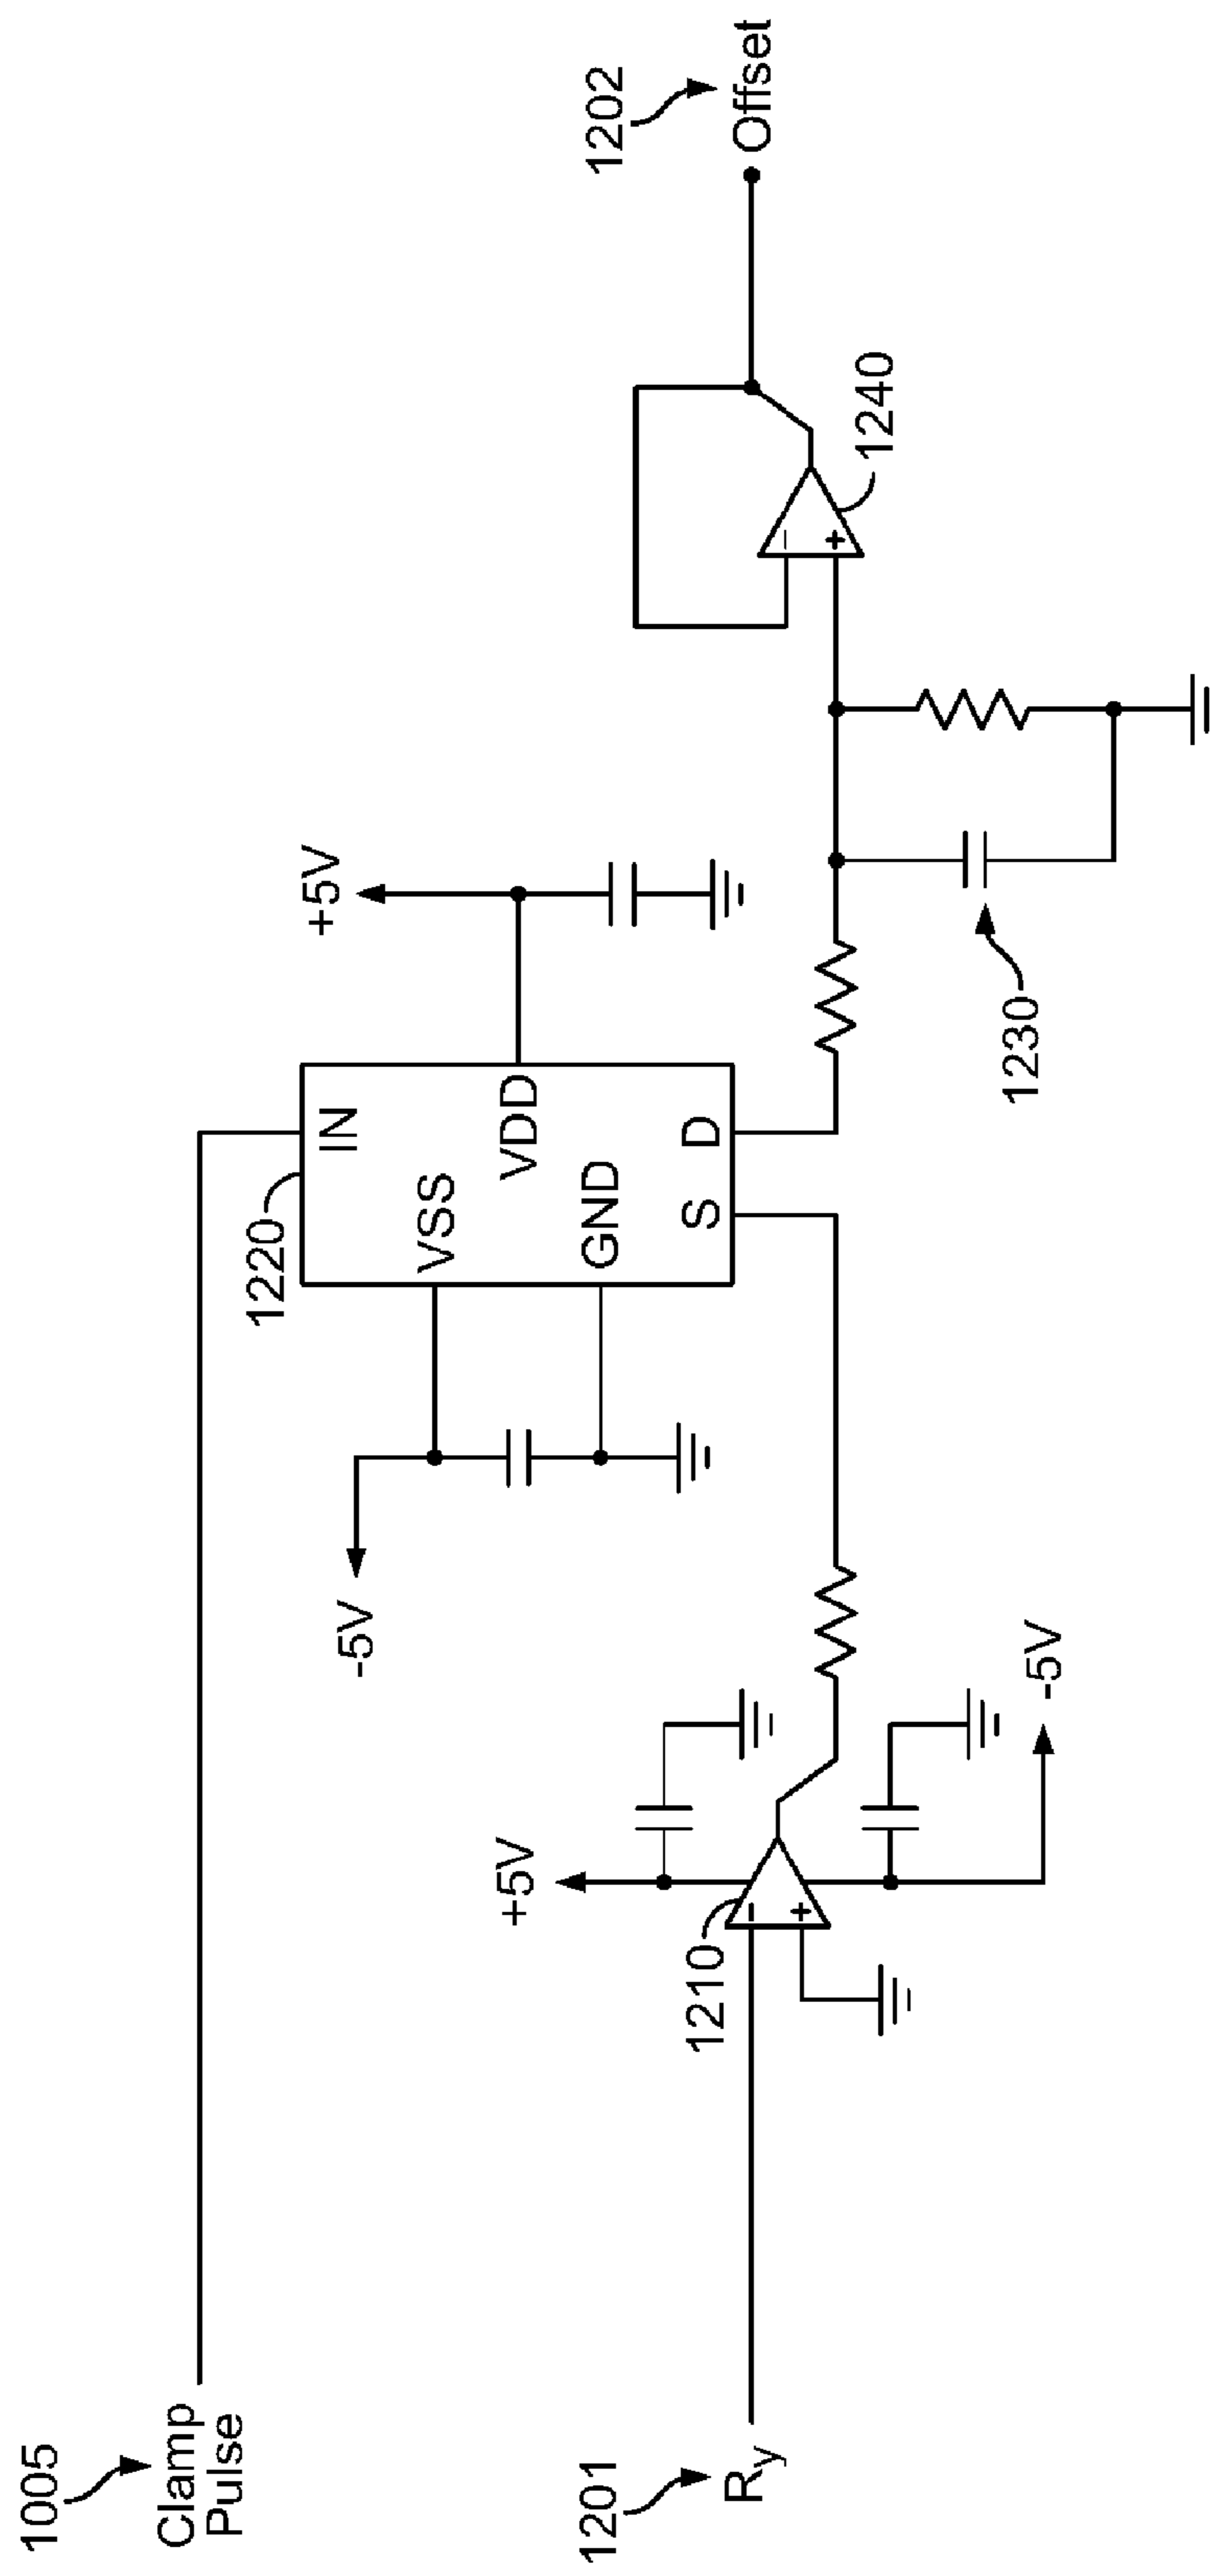 1005
Clamp
Pulse
1201
Ry
1210
−
+
+5V
-5V
-5V
1220
IN
VSS
VDD
GND
S
D
+5V
1230
−
+
1240
1202
Offset